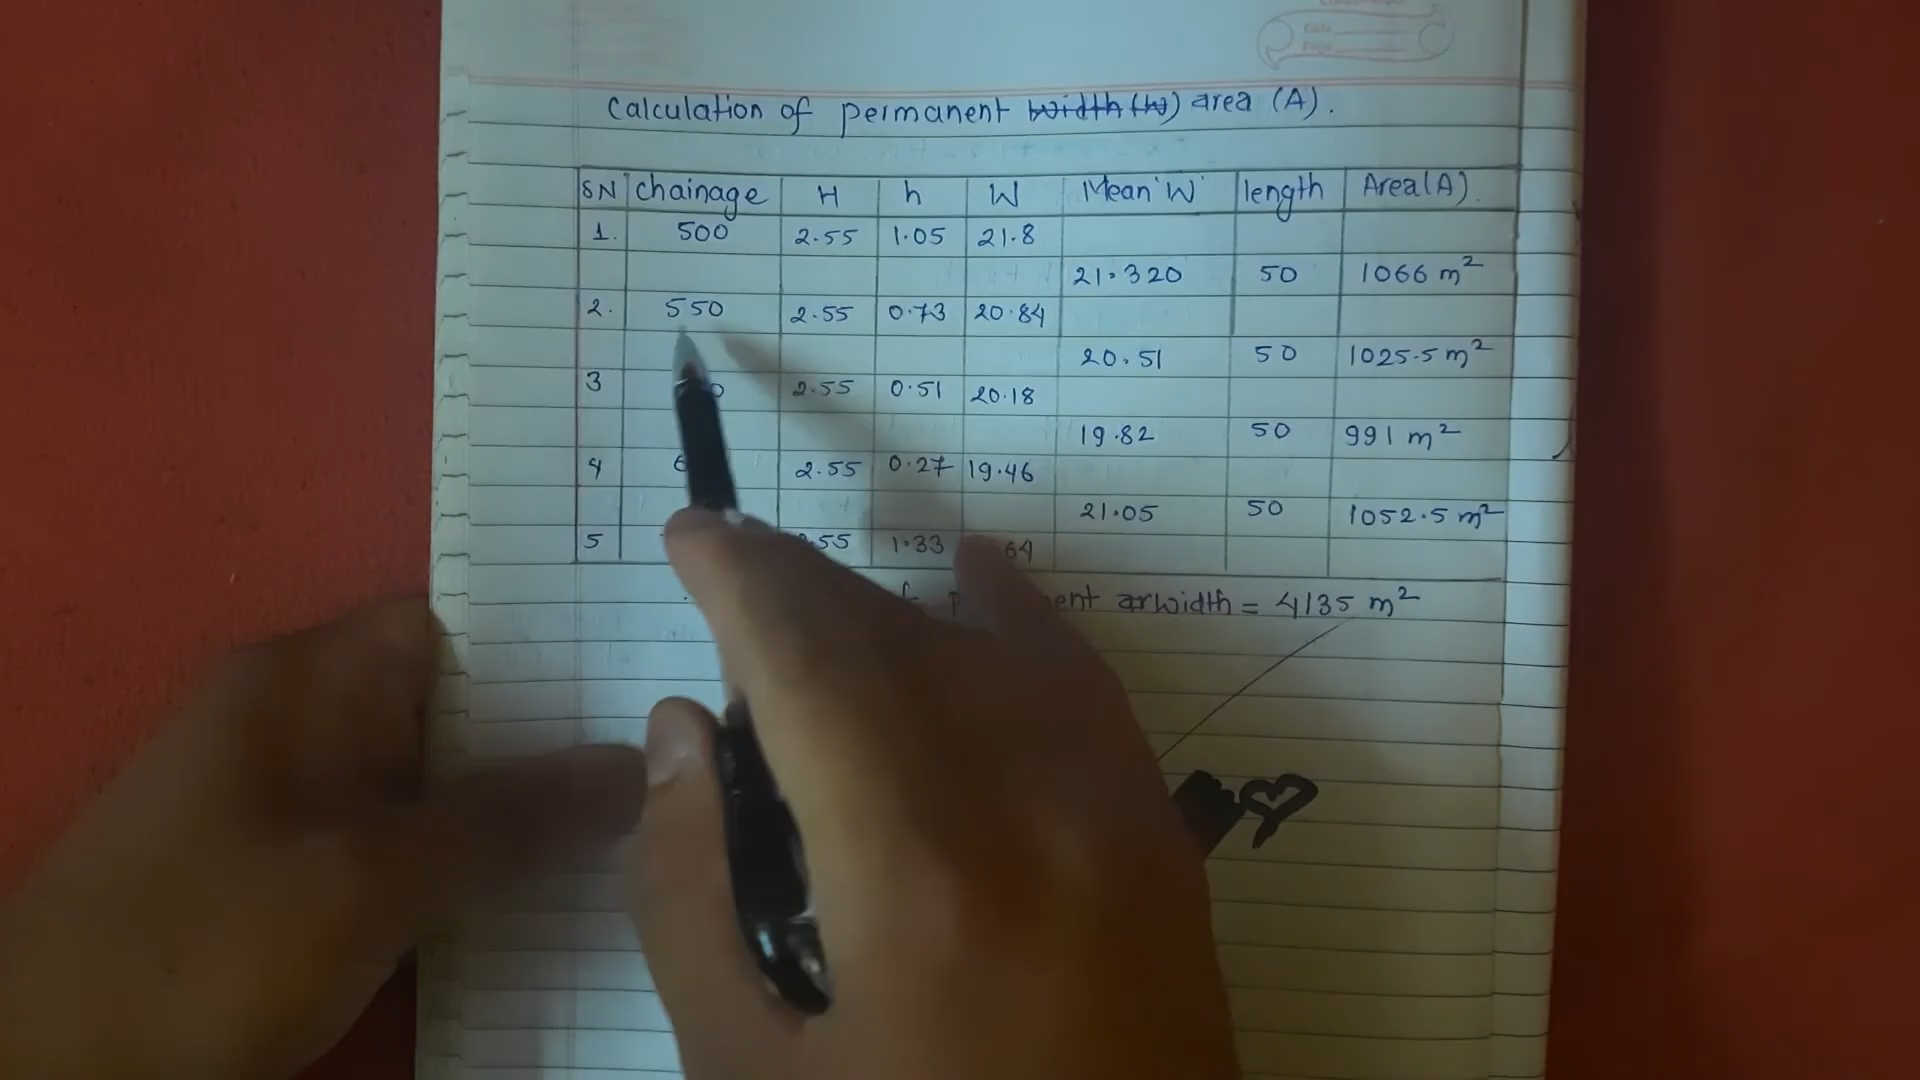 Calculation of permanent width (w) area (A).
SN chainage H h W Mean 'W' length Area(A)
1. 500 2.55 1.05 21.8
21.320 50 1066 m²
2. 550 2.55 0.73 20.84
20.51 50 1025.5 m²
3 2.55 0.51 20.18
19.82 50 991 m²
4 2.55 0.27 19.46
21.05 50 1052.5 m²
5 .55 1.33 64
width = 4135 m²